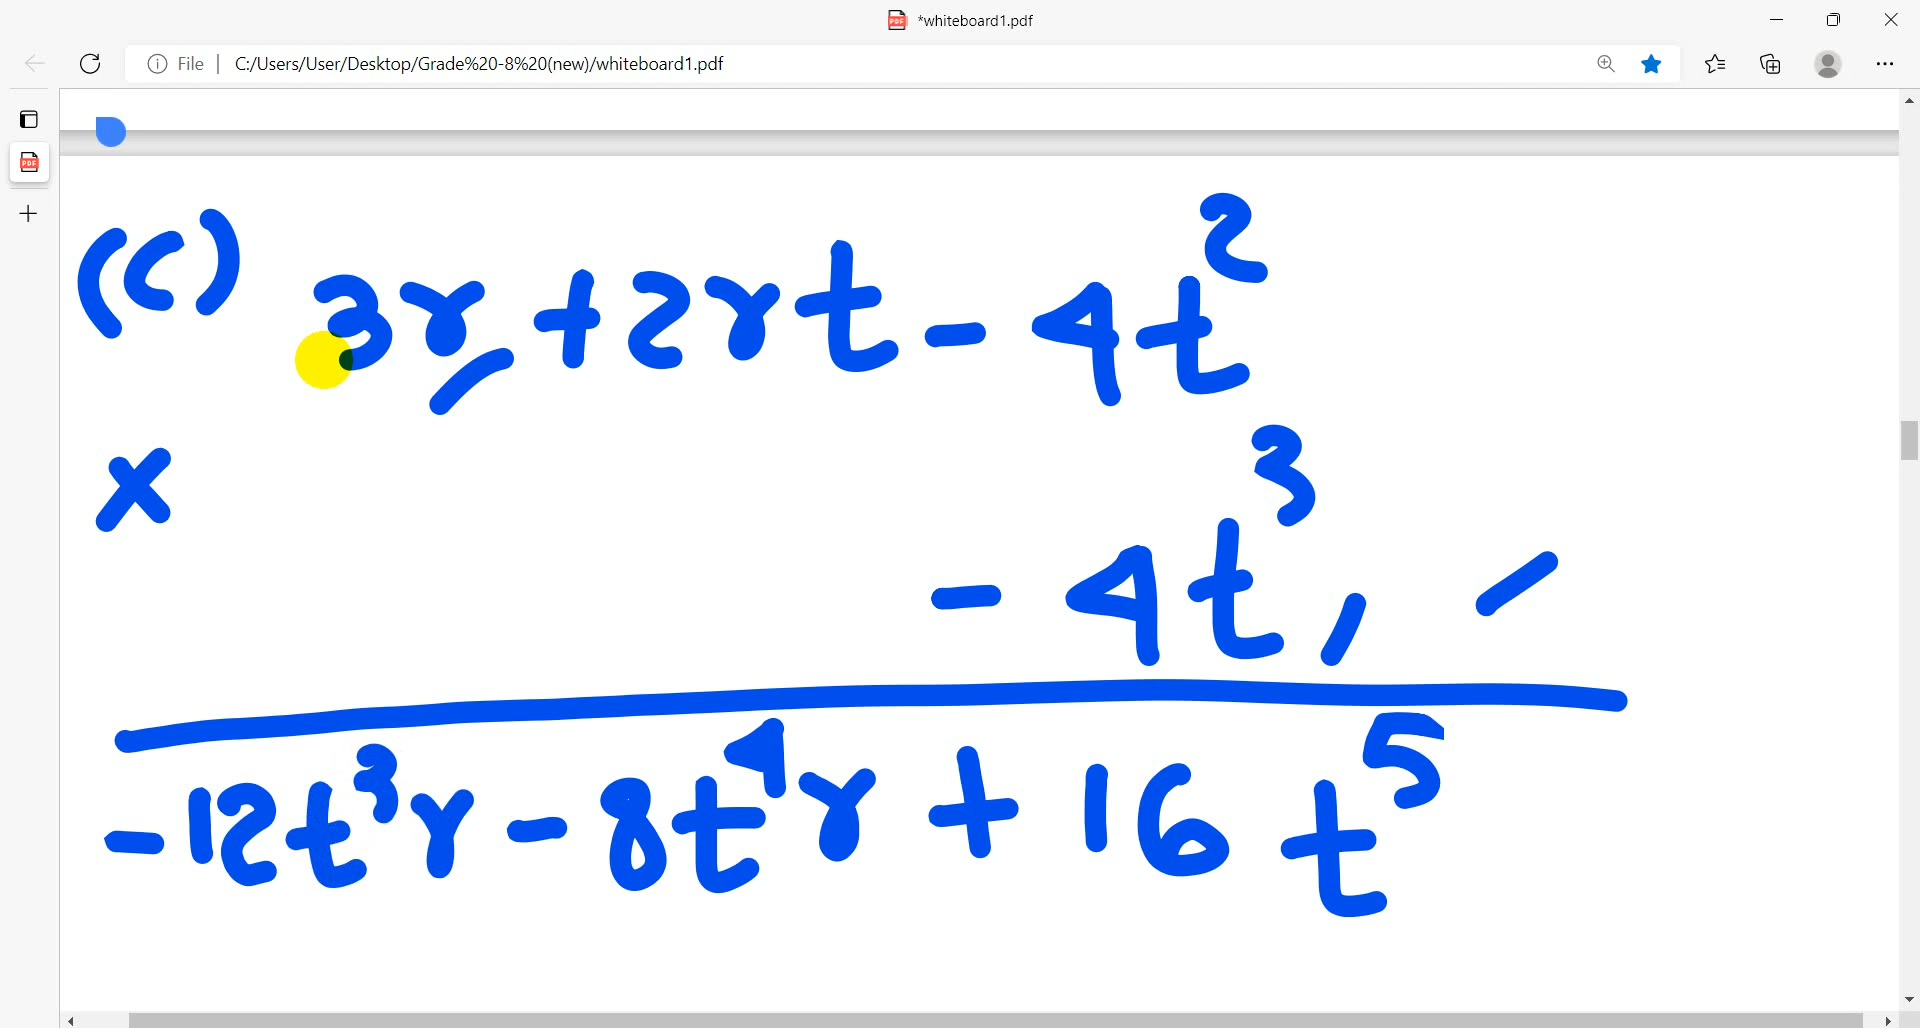 *whiteboard1.pdf
File | C:/Users/User/Desktop/Grade%20-8%20(new)/whiteboard1.pdf
(c) 3r + 2rt - 4t²
×
- 4t³,
-12t³r - 8t⁴r + 16t⁵